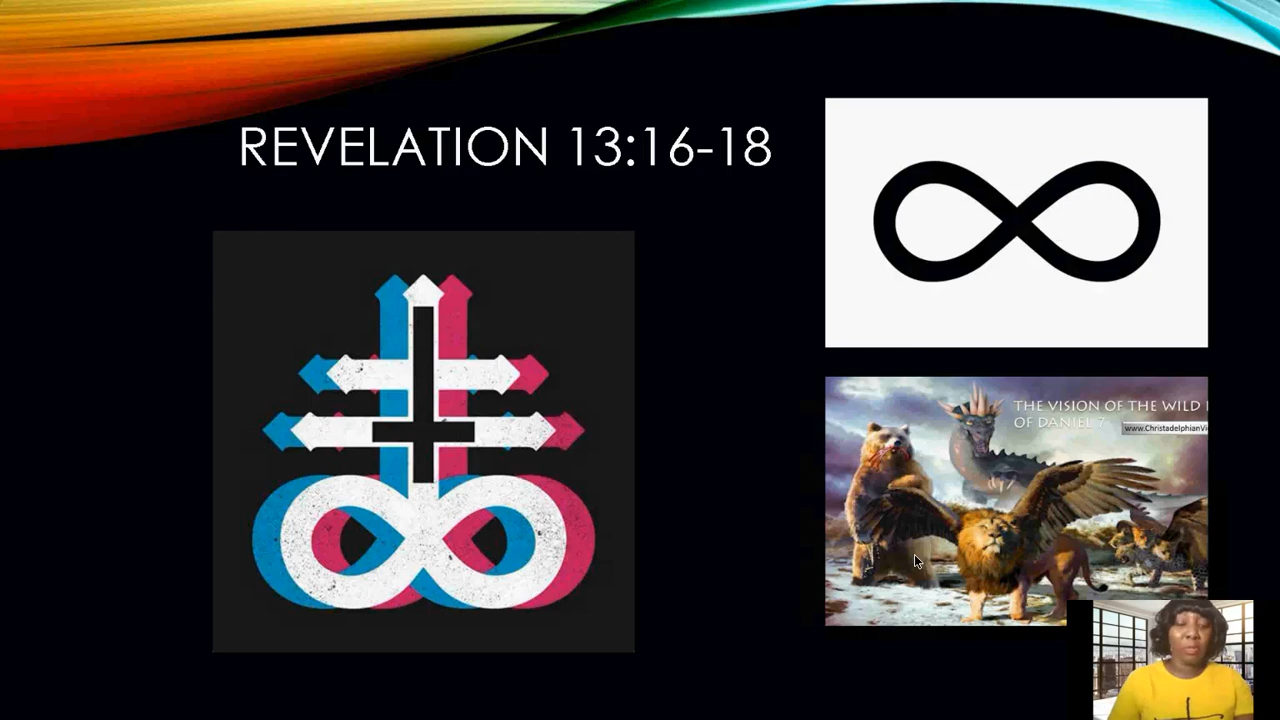 REVELATION 13:16-18
THE VISION OF THE WILD
OF DANIEL 7
www.ChristadelphianVi